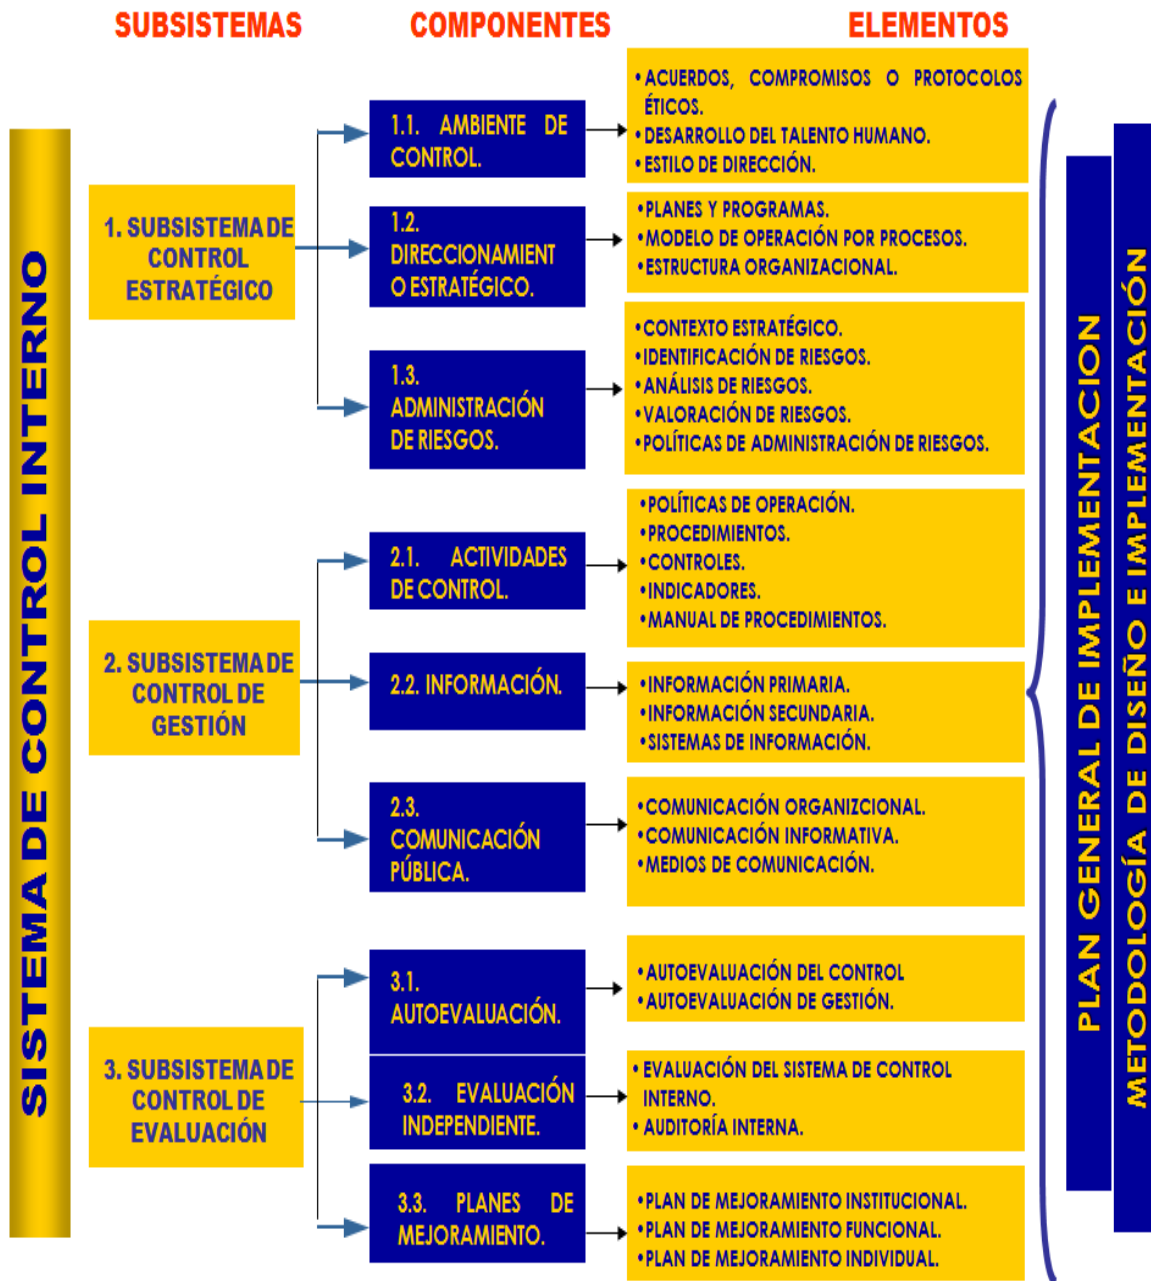 SUBSISTEMAS
COMPONENTES
ELEMENTOS
SISTEMA DE CONTROL INTERNO
1. SUBSISTEMA DE
CONTROL
ESTRATÉGICO
1.1. AMBIENTE DE
CONTROL.
• ACUERDOS, COMPROMISOS O PROTOCOLOS
ÉTICOS.
• DESARROLLO DEL TALENTO HUMANO.
• ESTILO DE DIRECCIÓN.
1.2.
DIRECCIONAMIENT
O ESTRATÉGICO.
• PLANES Y PROGRAMAS.
• MODELO DE OPERACIÓN POR PROCESOS.
• ESTRUCTURA ORGANIZACIONAL.
1.3.
ADMINISTRACIÓN
DE RIESGOS.
• CONTEXTO ESTRATÉGICO.
• IDENTIFICACIÓN DE RIESGOS.
• ANÁLISIS DE RIESGOS.
• VALORACIÓN DE RIESGOS.
• POLÍTICAS DE ADMINISTRACIÓN DE RIESGOS.
2. SUBSISTEMA DE
CONTROL DE
GESTIÓN
2.1. ACTIVIDADES
DE CONTROL.
• POLÍTICAS DE OPERACIÓN.
• PROCEDIMIENTOS.
• CONTROLES.
• INDICADORES.
• MANUAL DE PROCEDIMIENTOS.
2.2. INFORMACIÓN.
• INFORMACIÓN PRIMARIA.
• INFORMACIÓN SECUNDARIA.
• SISTEMAS DE INFORMACIÓN.
2.3.
COMUNICACIÓN
PÚBLICA.
• COMUNICACIÓN ORGANIZCIONAL.
• COMUNICACIÓN INFORMATIVA.
• MEDIOS DE COMUNICACIÓN.
3. SUBSISTEMA DE
CONTROL DE
EVALUACIÓN
3.1.
AUTOEVALUACIÓN.
• AUTOEVALUACIÓN DEL CONTROL
• AUTOEVALUACIÓN DE GESTIÓN.
3.2. EVALUACIÓN
INDEPENDIENTE.
• EVALUACIÓN DEL SISTEMA DE CONTROL
INTERNO.
• AUDITORÍA INTERNA.
3.3. PLANES DE
MEJORAMIENTO.
• PLAN DE MEJORAMIENTO INSTITUCIONAL.
• PLAN DE MEJORAMIENTO FUNCIONAL.
• PLAN DE MEJORAMIENTO INDIVIDUAL.
PLAN GENERAL DE IMPLEMENTACION
METODOLOGÍA DE DISEÑO E IMPLEMENTACIÓN